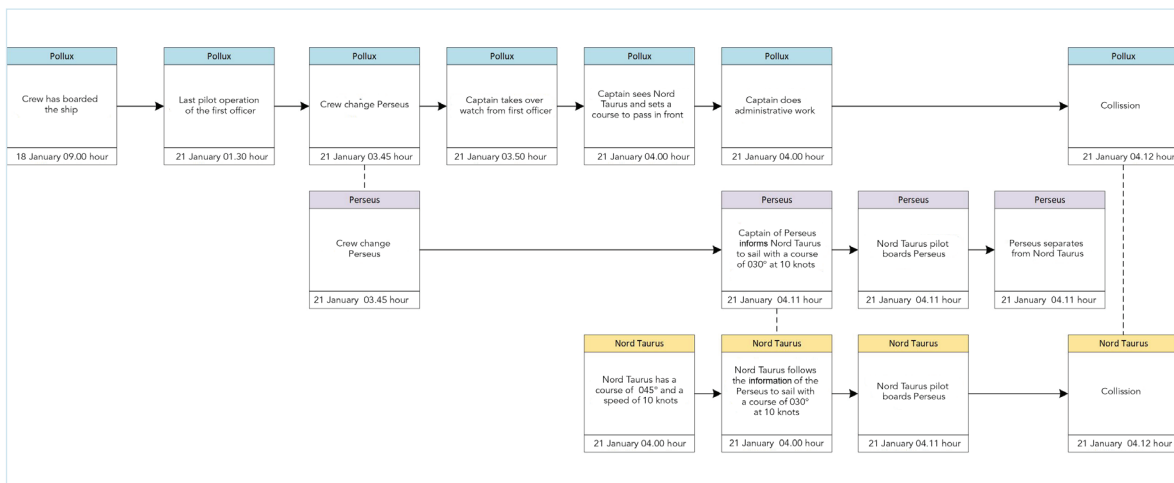 Pollux
Crew has boarded
the ship
18 January 09.00 hour
Pollux
Last pilot operation
of the first officer
21 January 01.30 hour
Pollux
Crew change Perseus
21 January 03.45 hour
Pollux
Captain takes over
watch from first officer
21 January 03.50 hour
Pollux
Captain sees Nord
Taurus and sets a
course to pass in front
21 January 04.00 hour
Pollux
Captain does
administrative work
21 January 04.00 hour
Pollux
Collission
21 January 04.12 hour
Perseus
Crew change
Perseus
21 January 03.45 hour
Perseus
Captain of Perseus
informs Nord Taurus
to sail with a course
of 030° at 10 knots
21 January 04.11 hour
Perseus
Nord Taurus pilot
boards Perseus
21 January 04.11 hour
Perseus
Perseus separates
from Nord Taurus
21 January 04.11 hour
Nord Taurus
Nord Taurus has a
course of 045° and a
speed of 10 knots
21 January 04.00 hour
Nord Taurus
Nord Taurus follows
the information of the
Perseus to sail with
a course of 030°
at 10 knots
21 January 04.00 hour
Nord Taurus
Nord Taurus pilot
boards Perseus
21 January 04.11 hour
Nord Taurus
Collission
21 January 04.12 hour